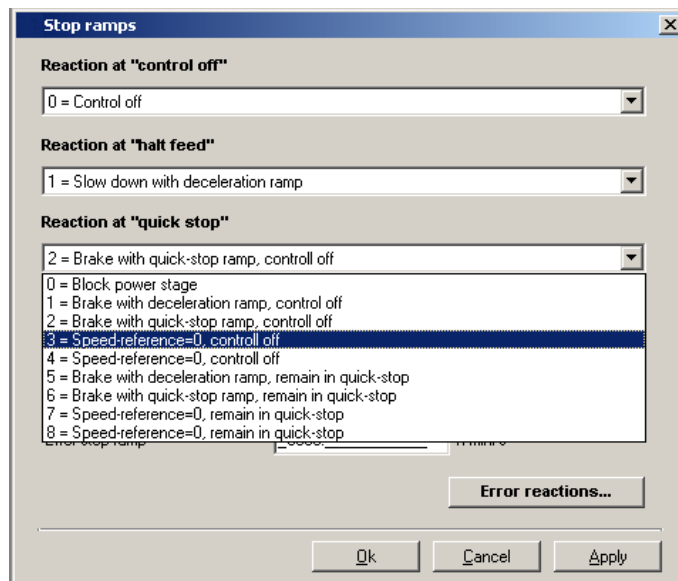 Stop ramps
Reaction at "control off"
0 = Control off
Reaction at "halt feed"
1 = Slow down with deceleration ramp
Reaction at "quick stop"
2 = Brake with quick-stop ramp, controll off
0 = Block power stage
1 = Brake with deceleration ramp, control off
2 = Brake with quick-stop ramp, controll off
3 = Speed-reference=0, controll off
4 = Speed-reference=0, controll off
5 = Brake with deceleration ramp, remain in quick-stop
6 = Brake with quick-stop ramp, remain in quick-stop
7 = Speed-reference=0, remain in quick-stop
8 = Speed-reference=0, remain in quick-stop
Error stop ramp
Error reactions...
Ok Cancel Apply